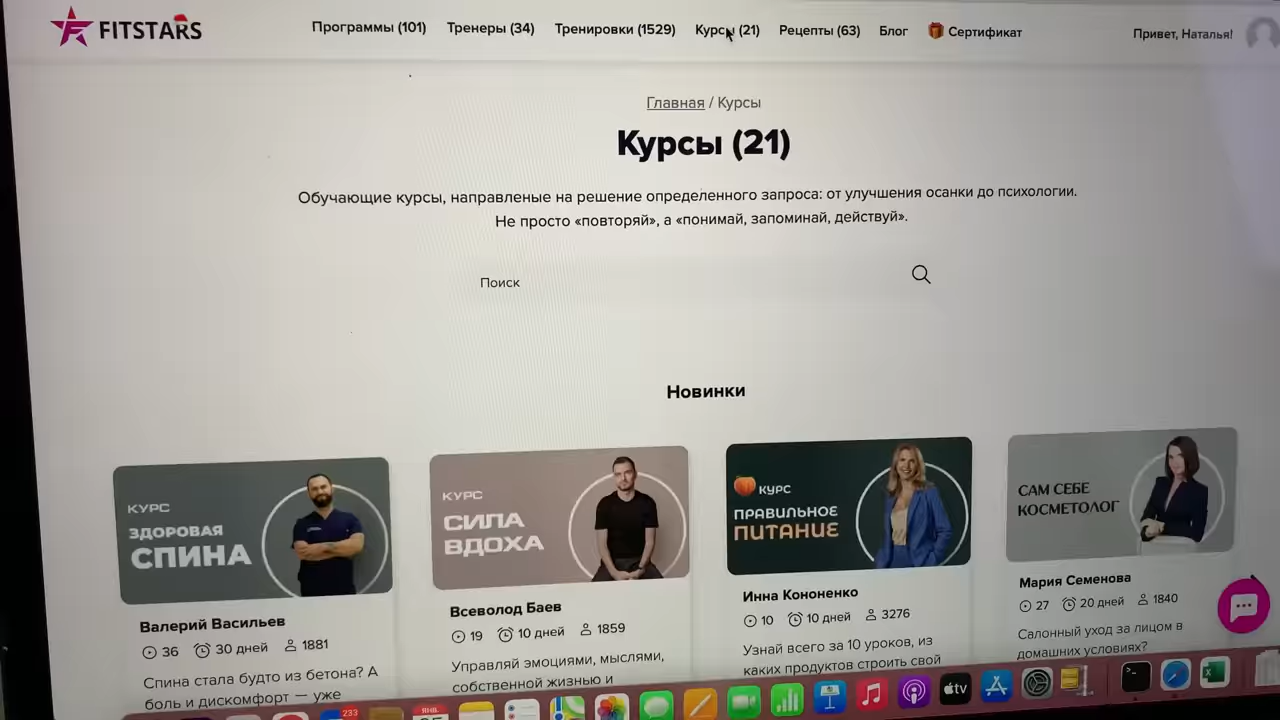 FITSTARS
Программы (101) Тренеры (34) Тренировки (1529) Курсы (21) Рецепты (63) Блог Сертификат Привет, Наталья!
Главная / Курсы
Курсы (21)
Обучающие курсы, направленые на решение определенного запроса: от улучшения осанки до психологии.
Не просто «повторяй», а «понимай, запоминай, действуй».
Поиск
Новинки
КУРС
ЗДОРОВАЯ
СПИНА
Валерий Васильев
36 30 дней 1881
Спина стала будто из бетона? А
боль и дискомфорт — уже
КУРС
СИЛА
ВДОХА
Всеволод Баев
19 10 дней 1859
Управляй эмоциями, мыслями,
собственной жизнью и
КУРС
ПРАВИЛЬНОЕ
ПИТАНИЕ
Инна Кононенко
10 10 дней 3276
Узнай всего за 10 уроков, из
каких продуктов строить свой
САМ СЕБЕ
КОСМЕТОЛОГ
Мария Семенова
27 20 дней 1840
Салонный уход за лицом в
домашних условиях?
233
ЯНВ.
tv